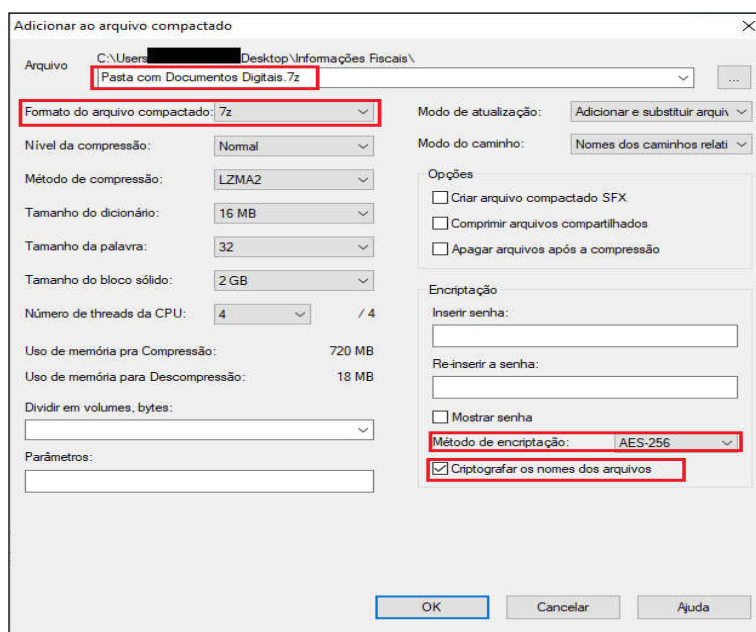 Adicionar ao arquivo compactado
Arquivo
C:\Users Desktop\Informações Fiscais\
Pasta com Documentos Digitais.7z
...
Formato do arquivo compactado: 7z
Nível da compressão: Normal
Método de compressão: LZMA2
Tamanho do dicionário: 16 MB
Tamanho da palavra: 32
Tamanho do bloco sólido: 2 GB
Número de threads da CPU: 4 / 4
Uso de memória pra Compressão: 720 MB
Uso de memória para Descompressão: 18 MB
Dividir em volumes, bytes:
Parâmetros:
Modo de atualização: Adicionar e substituir arquiv
Modo do caminho: Nomes dos caminhos relati
Opções
Criar arquivo compactado SFX
Comprimir arquivos compartilhados
Apagar arquivos após a compressão
Encriptação
Inserir senha:
Re-inserir a senha:
Mostrar senha
Método de encriptação: AES-256
Criptografar os nomes dos arquivos
OK Cancelar Ajuda